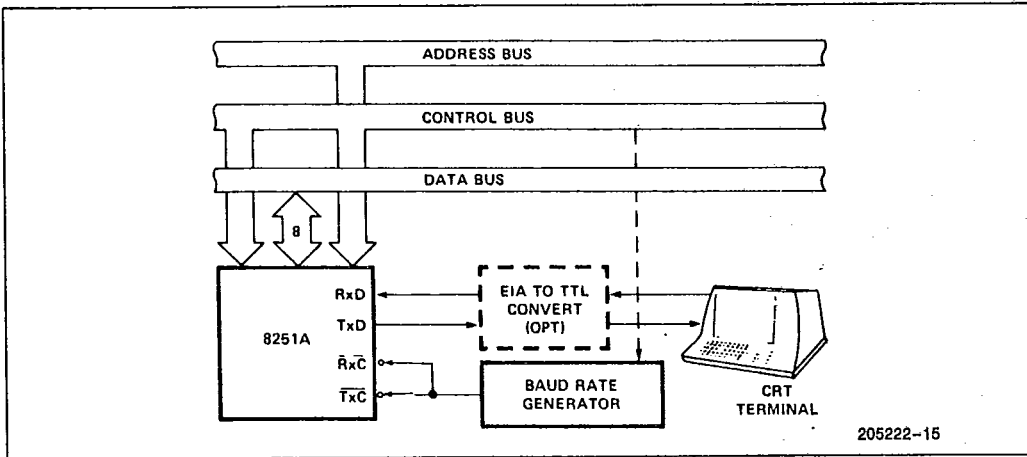 ADDRESS BUS
CONTROL BUS
DATA BUS
8
8251A
RxD
TxD
R̅x̅C̅
T̅x̅C̅
EIA TO TTL
CONVERT
(OPT)
BAUD RATE
GENERATOR
CRT
TERMINAL
205222-15